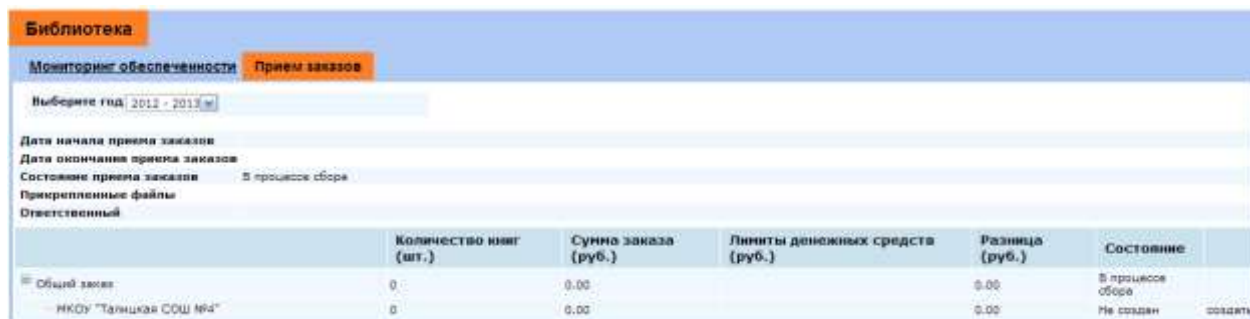 Библиотека
Мониторинг обеспеченности Прием заказов
Выберите год 2012 - 2013
Дата начала приема заказов
Дата окончания приема заказов
Состояние приема заказов В процессе сбора
Прикрепленные файлы
Ответственный
Количество книг (шт.) Сумма заказа (руб.) Лимиты денежных средств (руб.) Разница (руб.) Состояние
Общий заказ 0 0.00 0.00 В процессе сбора
МКОУ "Талицкая СОШ №4" 0 0.00 0.00 Не создан создать